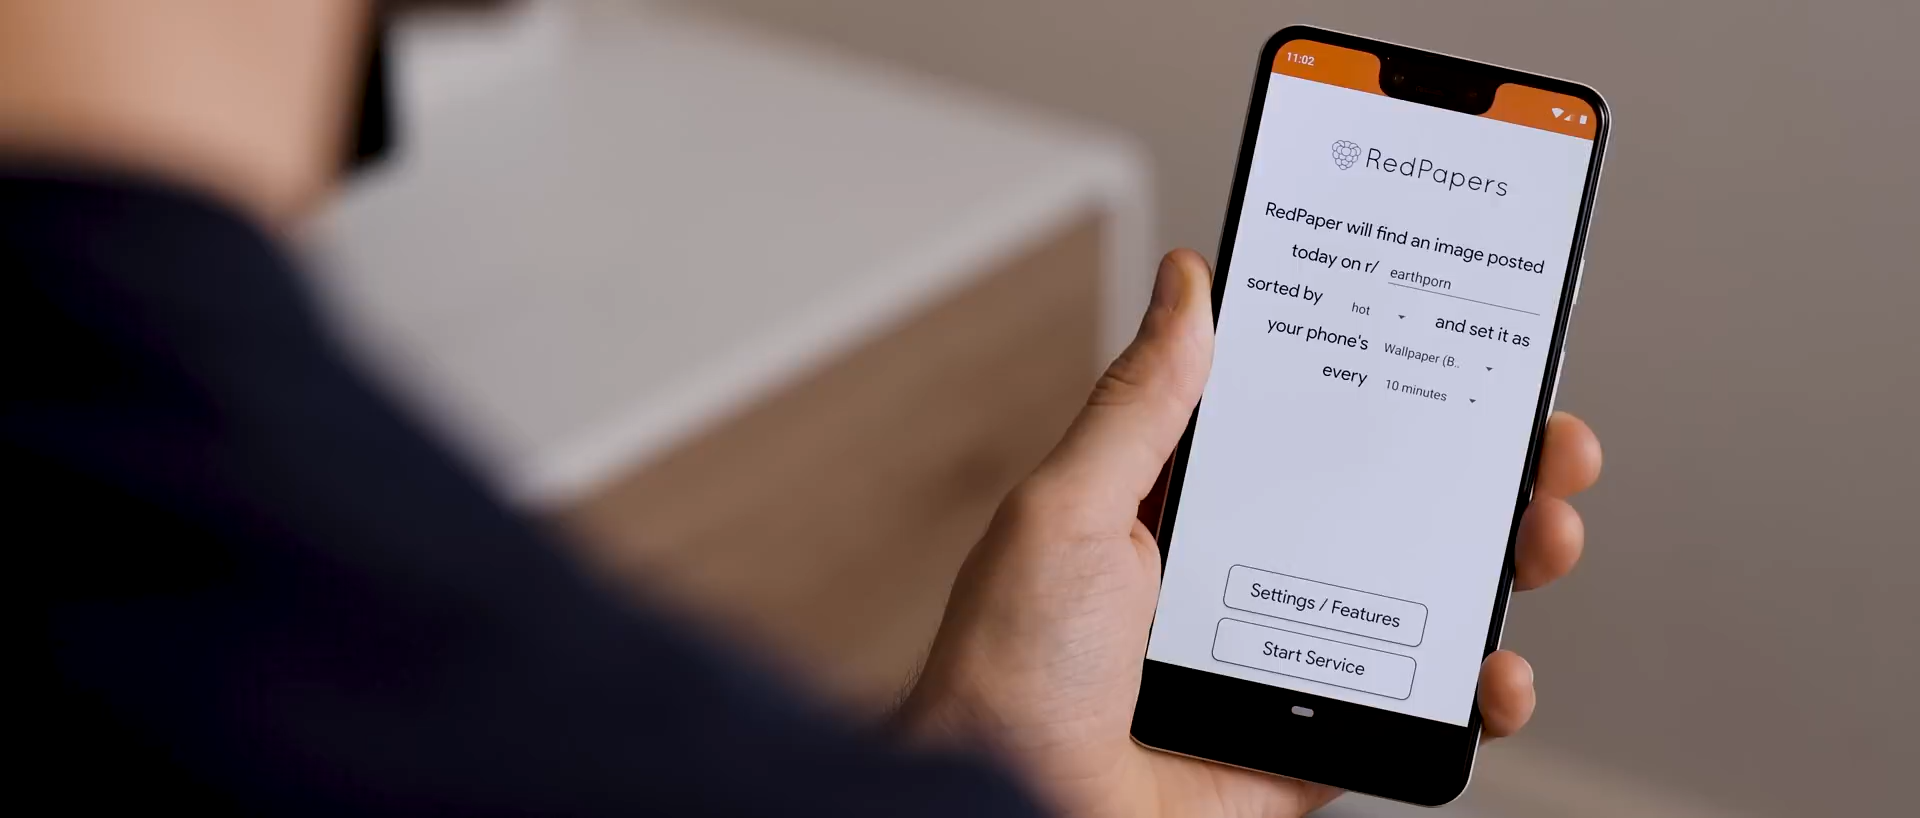 11:02
RedPapers
RedPaper will find an image posted
today on r/ earthporn
sorted by hot and set it as
your phone's Wallpaper (B..
every 10 minutes
Settings / Features
Start Service